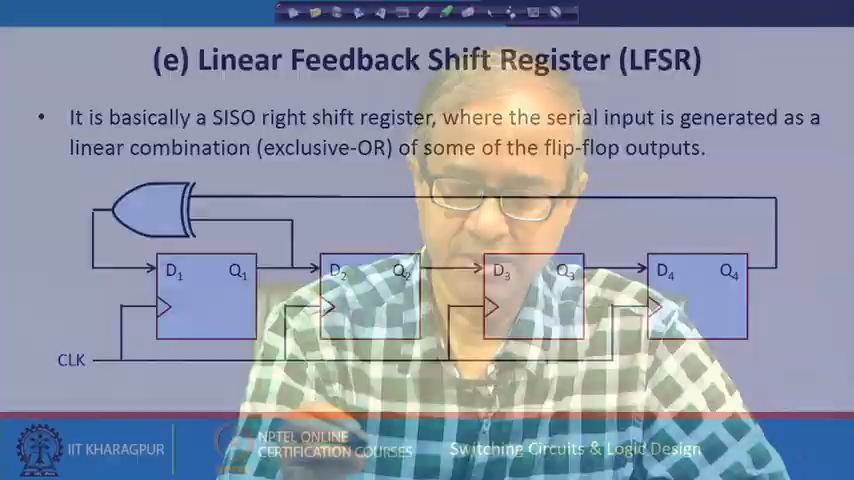 (e) Linear Feedback Shift Register (LFSR)
• It is basically a SISO right shift register, where the serial input is generated as a
linear combination (exclusive-OR) of some of the flip-flop outputs.
D1 Q1 D2 Q2 D3 Q3 D4 Q4
CLK
IIT KHARAGPUR
NPTEL ONLINE
CERTIFICATION COURSES
Switching Circuits & Logic Design